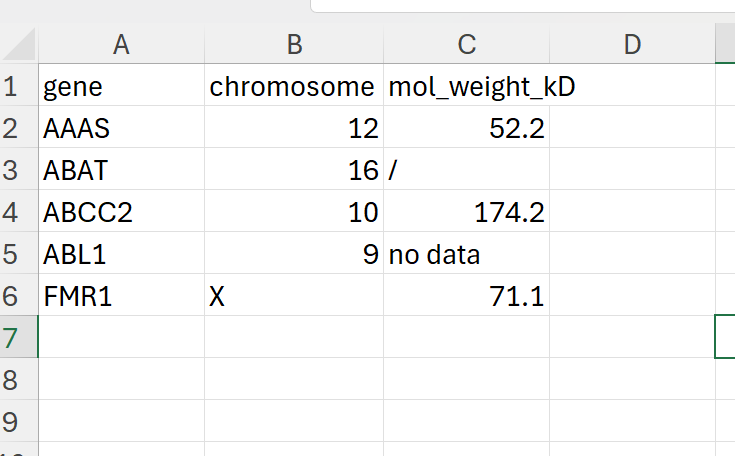 A B C D
1 gene chromosome mol_weight_kD
2 AAAS 12 52.2
3 ABAT 16 /
4 ABCC2 10 174.2
5 ABL1 9 no data
6 FMR1 X 71.1
7
8
9